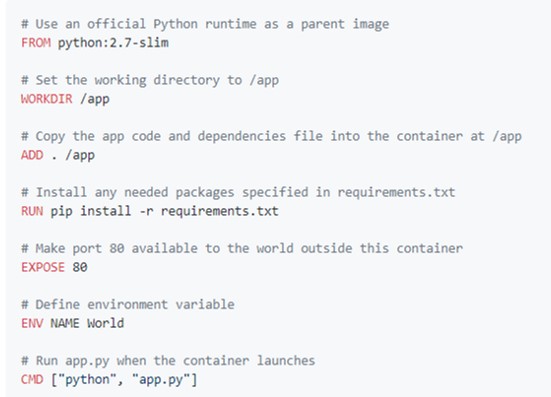 # Use an official Python runtime as a parent image
FROM python:2.7-slim
# Set the working directory to /app
WORKDIR /app
# Copy the app code and dependencies file into the container at /app
ADD . /app
# Install any needed packages specified in requirements.txt
RUN pip install -r requirements.txt
# Make port 80 available to the world outside this container
EXPOSE 80
# Define environment variable
ENV NAME World
# Run app.py when the container launches
CMD ["python", "app.py"]